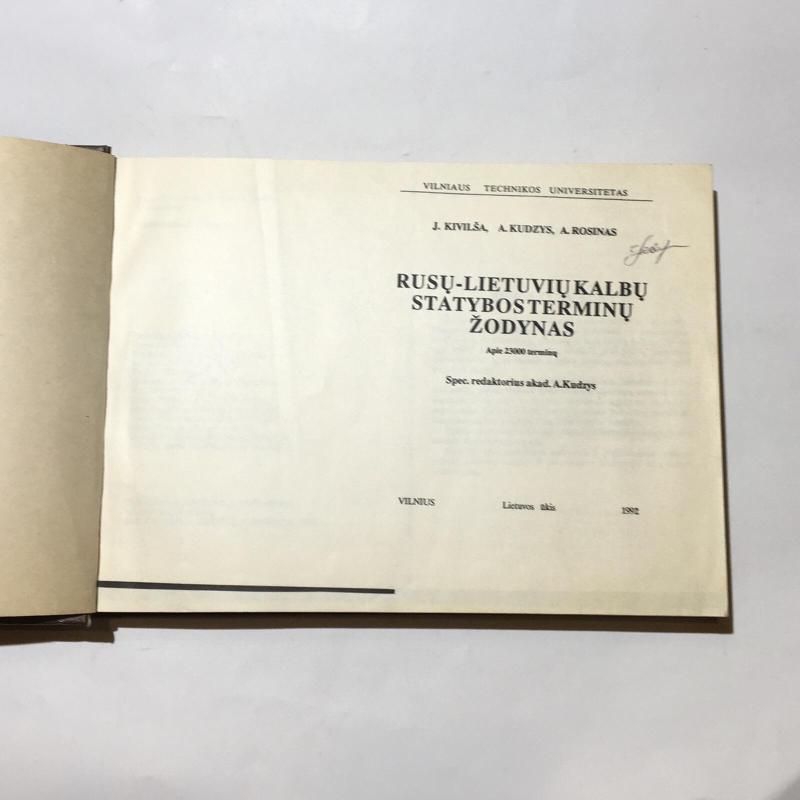 VILNIAUS TECHNIKOS UNIVERSITETAS
J. KIVILŠA, A. KUDZYS, A. ROSINAS
RUSŲ-LIETUVIŲ KALBŲ
STATYBOS TERMINŲ
ŽODYNAS
Apie 23000 terminų
Spec. redaktorius akad. A.Kudzys
VILNIUS Lietuvos ūkis 1992